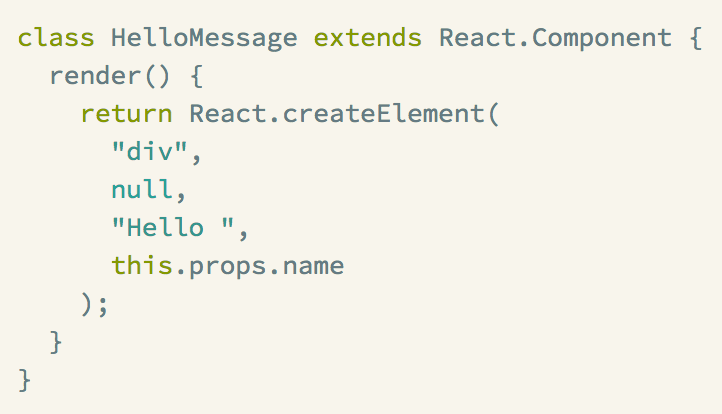 class HelloMessage extends React.Component {
  render() {
    return React.createElement(
      "div",
      null,
      "Hello ",
      this.props.name
    );
  }
}